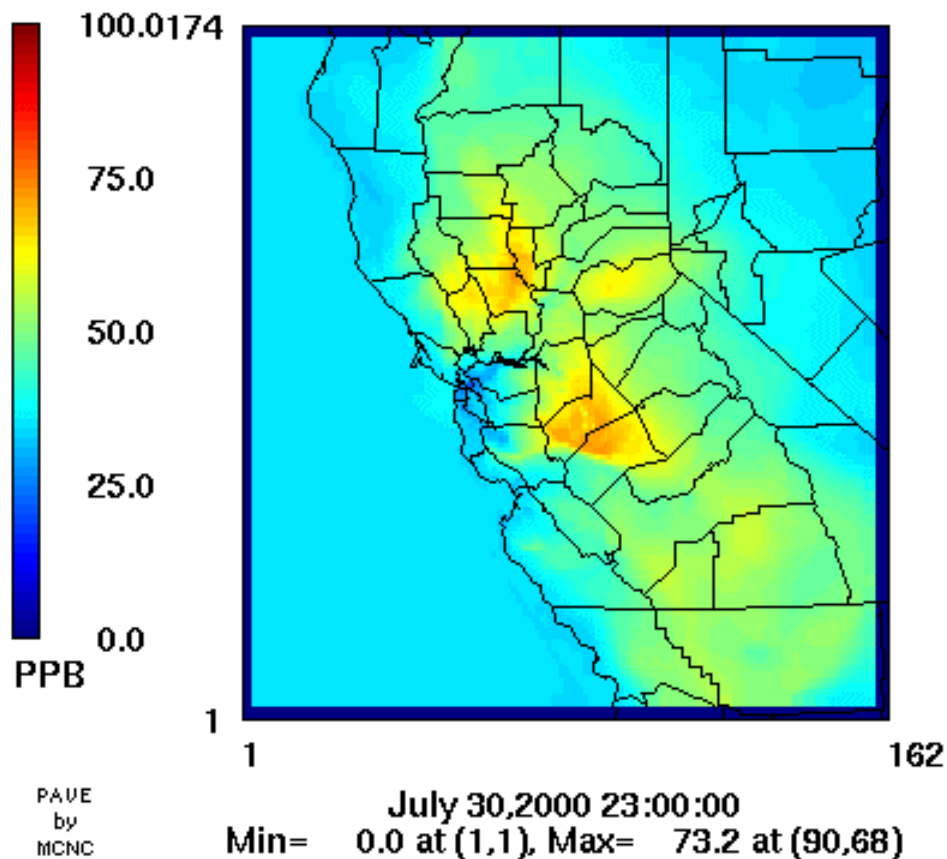 100.0174
75.0
50.0
25.0
0.0
PPB
1
1 162
PAVE
by
MCNC
July 30,2000 23:00:00
Min= 0.0 at (1,1), Max= 73.2 at (90,68)